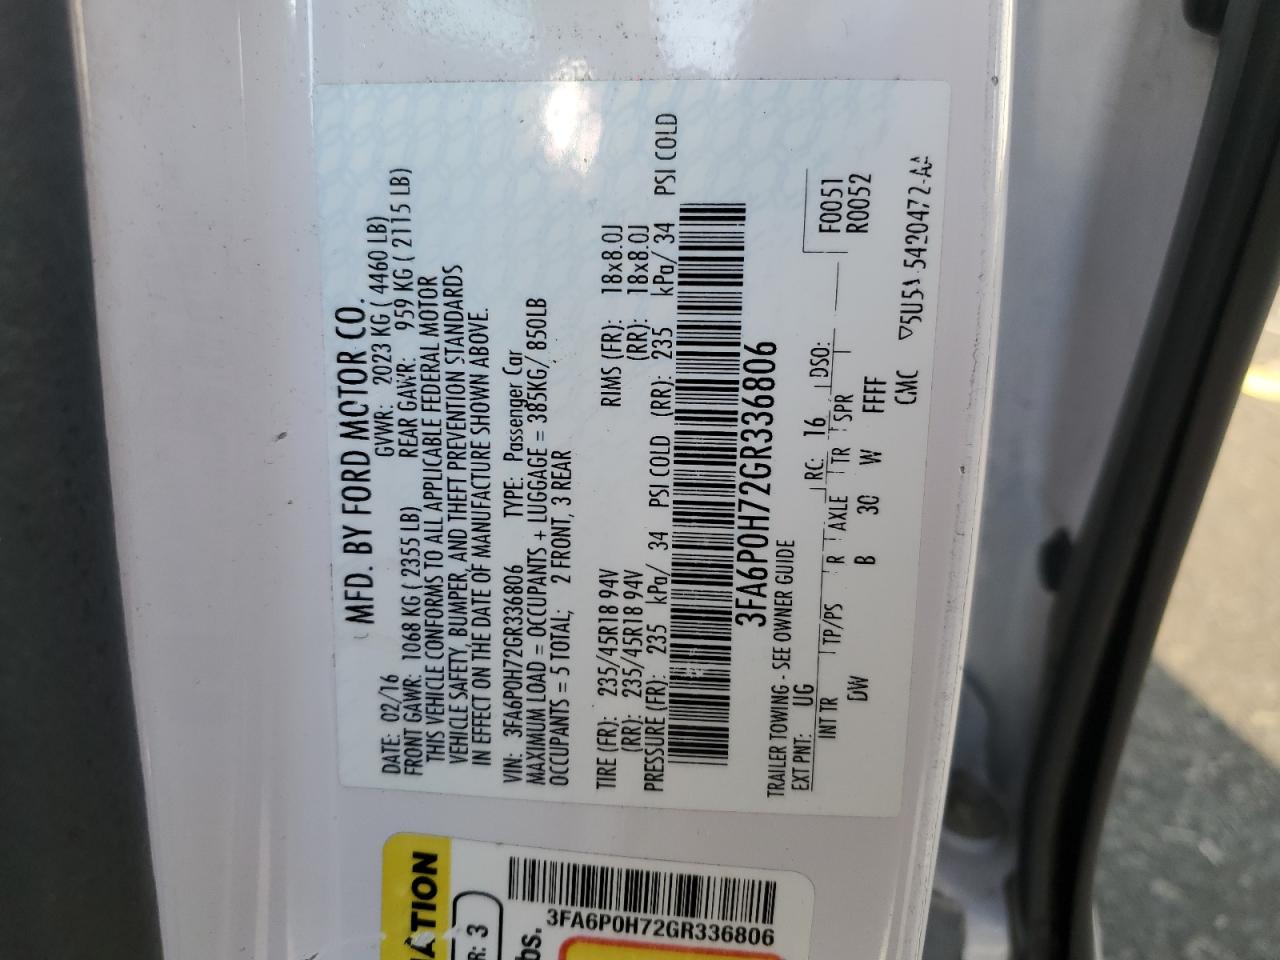 MFD. BY FORD MOTOR CO.
DATE: 02/16 GVWR: 2023 KG ( 4460 LB)
FRONT GAWR: 1068 KG ( 2355 LB) REAR GAWR: 959 KG ( 2115 LB)
THIS VEHICLE CONFORMS TO ALL APPLICABLE FEDERAL MOTOR
VEHICLE SAFETY, BUMPER, AND THEFT PREVENTION STANDARDS
IN EFFECT ON THE DATE OF MANUFACTURE SHOWN ABOVE.
VIN: 3FA6P0H72GR336806 TYPE: Passenger Car
MAXIMUM LOAD = OCCUPANTS + LUGGAGE = 385KG/ 850LB
OCCUPANTS = 5 TOTAL; 2 FRONT, 3 REAR
TIRE (FR): 235/45R18 94V RIMS (FR): 18x8.0J
(RR): 235/45R18 94V (RR): 18x8.0J
PRESSURE (FR): 235 kPa/ 34 PSI COLD (RR): 235 kPa/ 34 PSI COLD
3FA6P0H72GR336806
TRAILER TOWING - SEE OWNER GUIDE
EXT PNT: UG RC: 16 DSO: F0051
INT TR TP/PS R AXLE TR SPR R0052
DW B 30 W FFFF
CMC 5U5A 5420472-AA
ATION
R: 3
bs.
3FA6P0H72GR336806